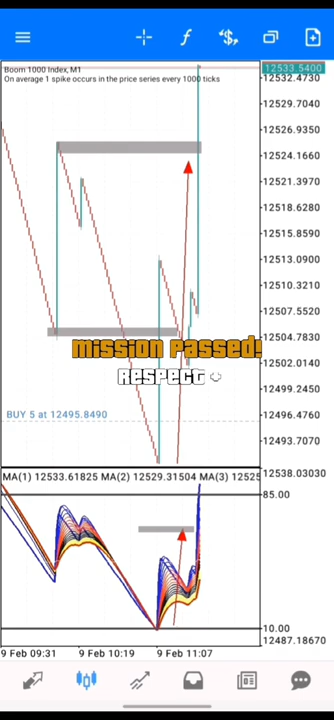 Boom 1000 Index, M1
On average 1 spike occurs in the price series every 1000 ticks
12533.5400
12532.4730
12529.7040
12526.9350
12524.1660
12521.3970
12518.6280
12515.8590
12513.0900
12510.3210
12507.5520
12504.7830
mission passed!
RESPECT
12502.0140
12499.2450
BUY 5 at 12495.8490
12496.4760
12493.7070
12538.03030
MA(1) 12533.61825 MA(2) 12529.31504 MA(3) 12525
85.00
10.00
12487.18670
9 Feb 09:31
9 Feb 10:19
9 Feb 11:07